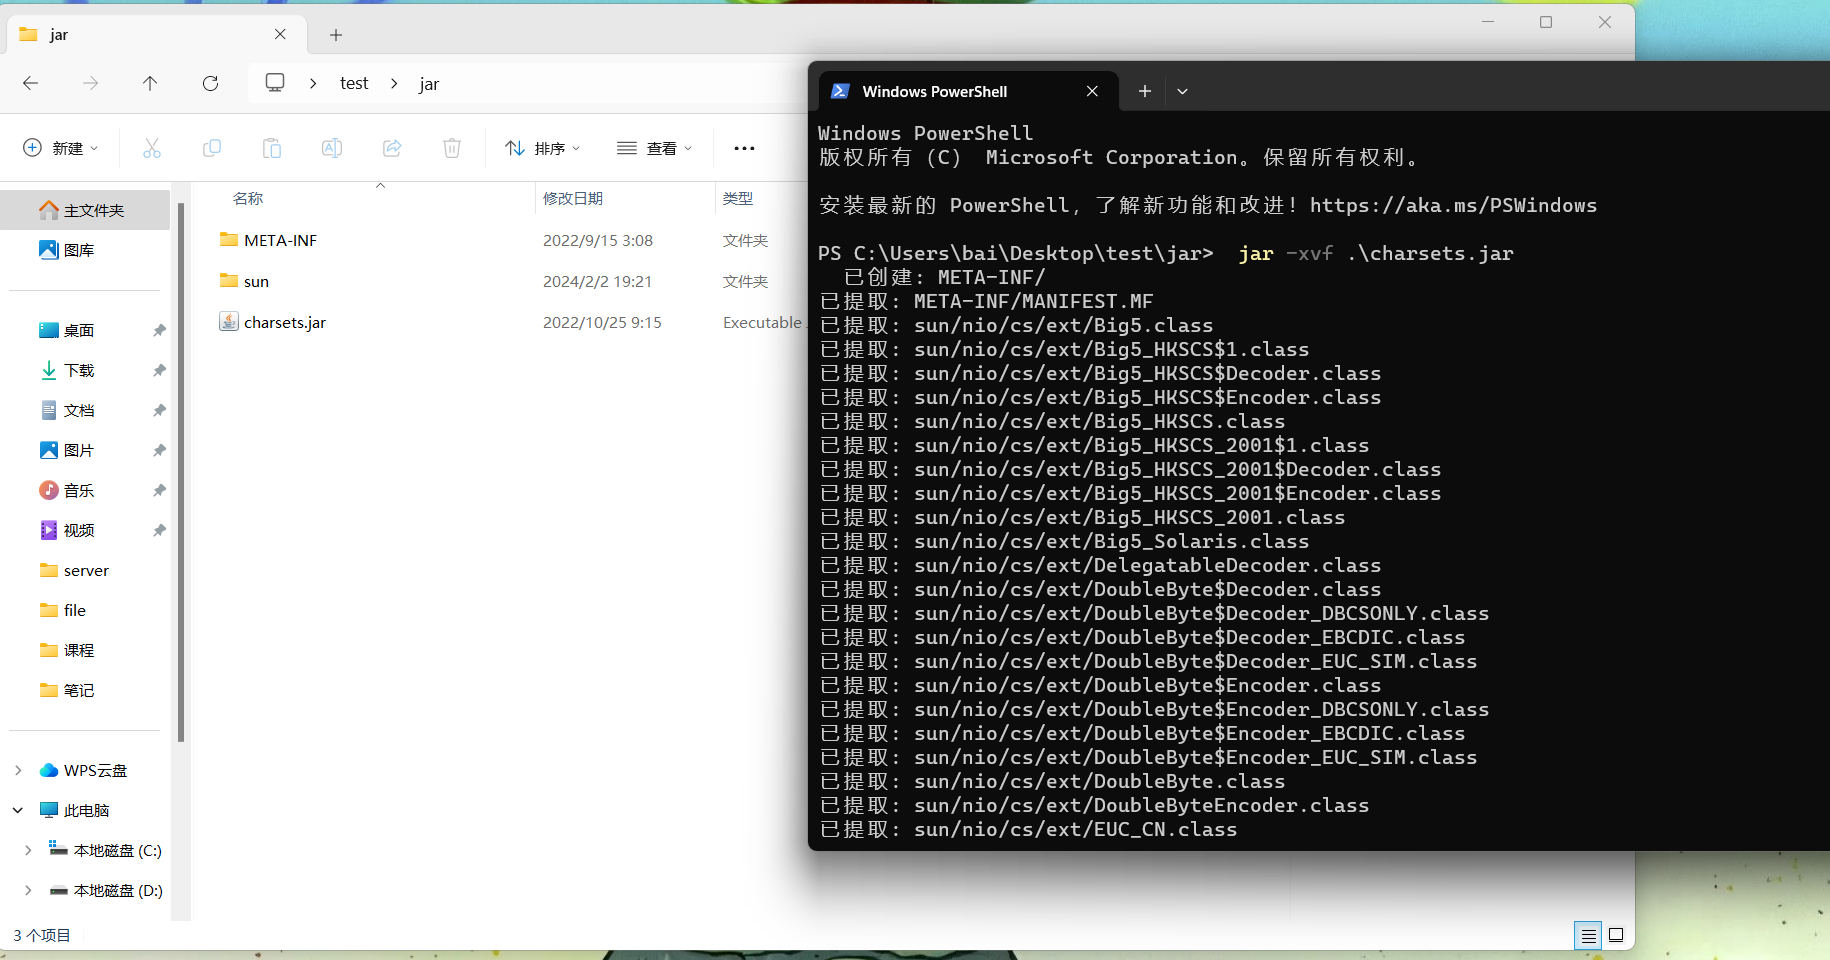 jar
test
jar
新建
排序
查看
名称
修改日期
类型
META-INF
2022/9/15 3:08
文件夹
sun
2024/2/2 19:21
文件夹
charsets.jar
2022/10/25 9:15
Executable
主文件夹
图库
桌面
下载
文档
图片
音乐
视频
server
file
课程
笔记
WPS云盘
此电脑
本地磁盘 (C:)
本地磁盘 (D:)
3 个项目
Windows PowerShell
Windows PowerShell
版权所有 (C) Microsoft Corporation。保留所有权利。
安装最新的 PowerShell，了解新功能和改进！https://aka.ms/PSWindows
PS C:\Users\bai\Desktop\test\jar>  jar -xvf .\charsets.jar
已创建: META-INF/
已提取: META-INF/MANIFEST.MF
已提取: sun/nio/cs/ext/Big5.class
已提取: sun/nio/cs/ext/Big5_HKSCS$1.class
已提取: sun/nio/cs/ext/Big5_HKSCS$Decoder.class
已提取: sun/nio/cs/ext/Big5_HKSCS$Encoder.class
已提取: sun/nio/cs/ext/Big5_HKSCS.class
已提取: sun/nio/cs/ext/Big5_HKSCS_2001$1.class
已提取: sun/nio/cs/ext/Big5_HKSCS_2001$Decoder.class
已提取: sun/nio/cs/ext/Big5_HKSCS_2001$Encoder.class
已提取: sun/nio/cs/ext/Big5_HKSCS_2001.class
已提取: sun/nio/cs/ext/Big5_Solaris.class
已提取: sun/nio/cs/ext/DelegatableDecoder.class
已提取: sun/nio/cs/ext/DoubleByte$Decoder.class
已提取: sun/nio/cs/ext/DoubleByte$Decoder_DBCSONLY.class
已提取: sun/nio/cs/ext/DoubleByte$Decoder_EBCDIC.class
已提取: sun/nio/cs/ext/DoubleByte$Decoder_EUC_SIM.class
已提取: sun/nio/cs/ext/DoubleByte$Encoder.class
已提取: sun/nio/cs/ext/DoubleByte$Encoder_DBCSONLY.class
已提取: sun/nio/cs/ext/DoubleByte$Encoder_EBCDIC.class
已提取: sun/nio/cs/ext/DoubleByte$Encoder_EUC_SIM.class
已提取: sun/nio/cs/ext/DoubleByte.class
已提取: sun/nio/cs/ext/DoubleByteEncoder.class
已提取: sun/nio/cs/ext/EUC_CN.class